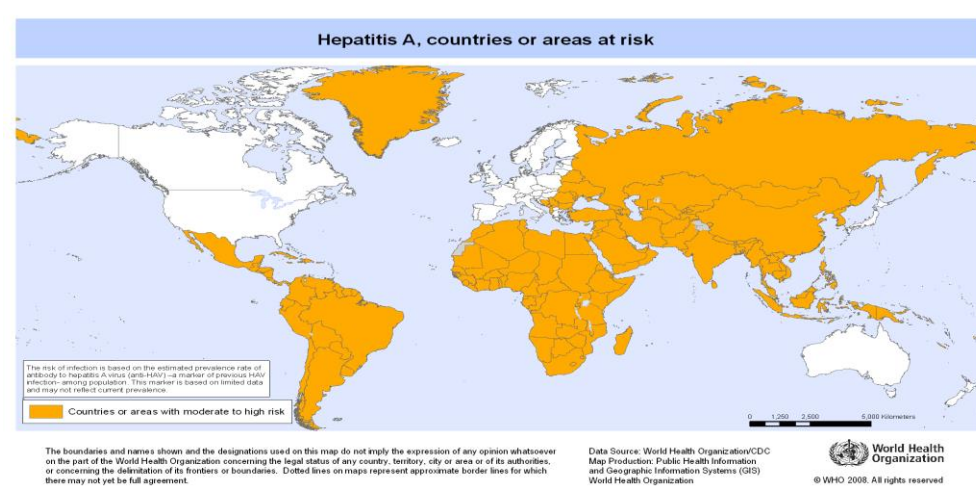 Hepatitis A, countries or areas at risk
The risk of infection is based on the estimated prevalence rate of
antibody to hepatitis A virus (anti-HAV) –a marker of previous HAV
infection– among population. This marker is based on limited data
and may not reflect current prevalence.
Countries or areas with moderate to high risk
0 1,250 2,500 5,000 Kilometers
The boundaries and names shown and the designations used on this map do not imply the expression of any opinion whatsoever
on the part of the World Health Organization concerning the legal status of any country, territory, city or area or of its authorities,
or concerning the delimitation of its frontiers or boundaries. Dotted lines on maps represent approximate border lines for which
there may not yet be full agreement.
Data Source: World Health Organization/CDC
Map Production: Public Health Information
and Geographic Information Systems (GIS)
World Health Organization
World Health
Organization
© WHO 2008. All rights reserved